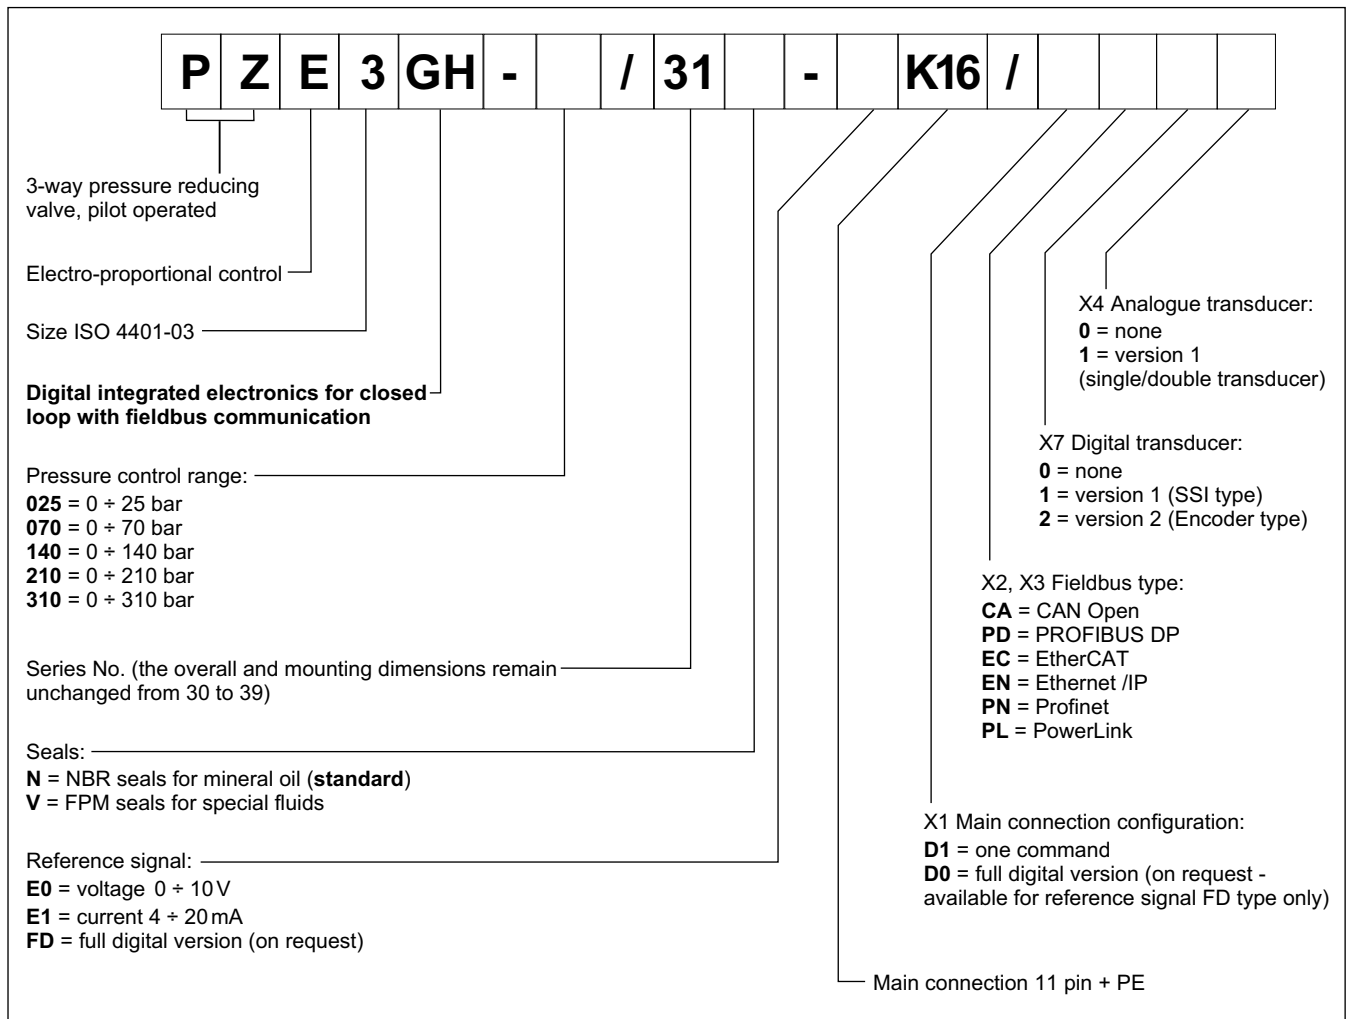 P Z E 3 GH - / 31 - K16 /
3-way pressure reducing
valve, pilot operated
Electro-proportional control
Size ISO 4401-03
Digital integrated electronics for closed
loop with fieldbus communication
Pressure control range:
025 = 0 ÷ 25 bar
070 = 0 ÷ 70 bar
140 = 0 ÷ 140 bar
210 = 0 ÷ 210 bar
310 = 0 ÷ 310 bar
Series No. (the overall and mounting dimensions remain
unchanged from 30 to 39)
Seals:
N = NBR seals for mineral oil (standard)
V = FPM seals for special fluids
Reference signal:
E0 = voltage 0 ÷ 10 V
E1 = current 4 ÷ 20 mA
FD = full digital version (on request)
X4 Analogue transducer:
0 = none
1 = version 1
(single/double transducer)
X7 Digital transducer:
0 = none
1 = version 1 (SSI type)
2 = version 2 (Encoder type)
X2, X3 Fieldbus type:
CA = CAN Open
PD = PROFIBUS DP
EC = EtherCAT
EN = Ethernet /IP
PN = Profinet
PL = PowerLink
X1 Main connection configuration:
D1 = one command
D0 = full digital version (on request -
available for reference signal FD type only)
Main connection 11 pin + PE